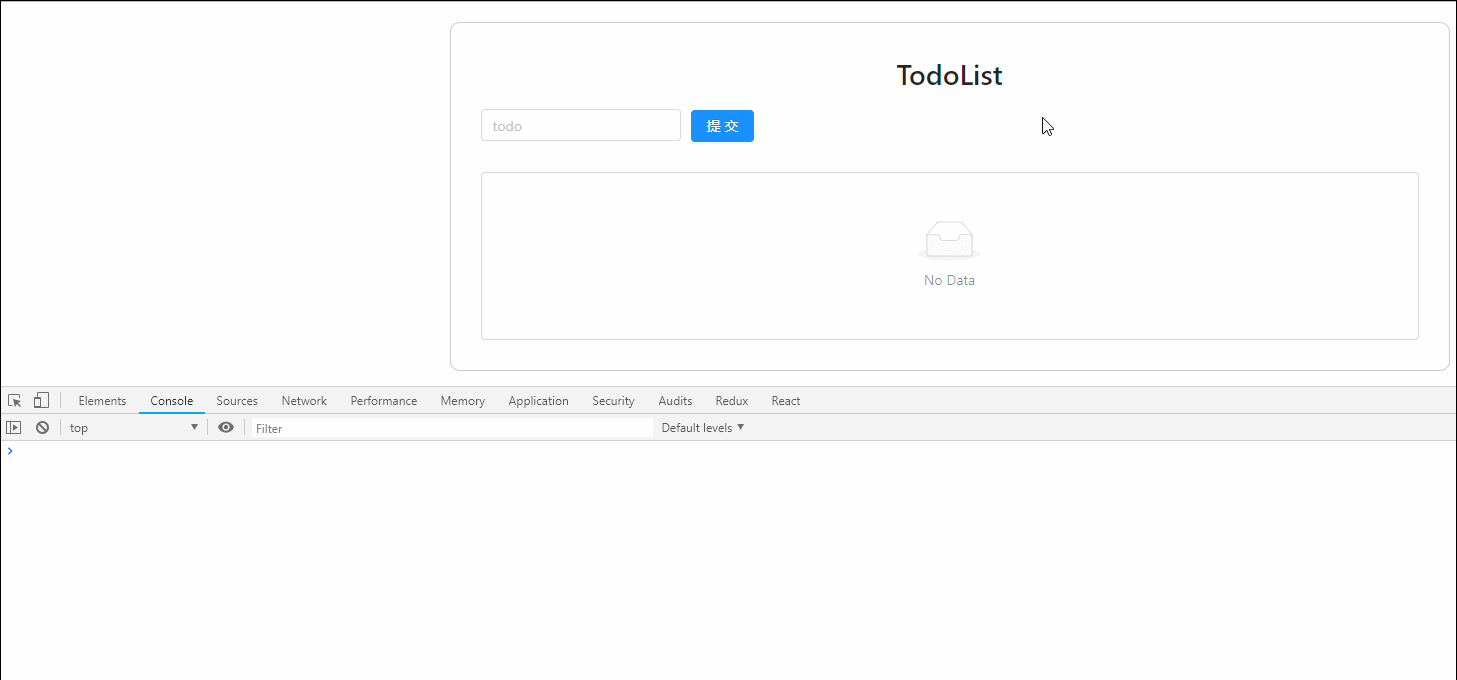 TodoList
todo 提 交
No Data
Elements Console Sources Network Performance Memory Application Security Audits Redux React
top ▼ Filter Default levels ▼